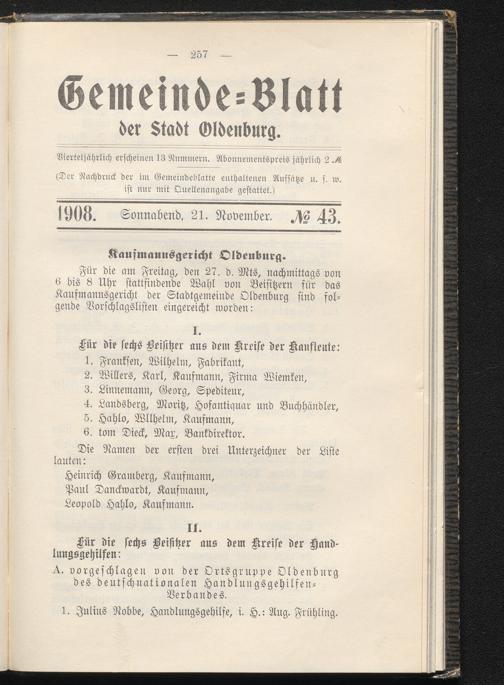 — 257 —
Gemeinde-Blatt
der Stadt Oldenburg.
Vierteljährlich erscheinen 13 Nummern. Abonnementspreis jährlich 2 ℳ
(Der Nachdruck der im Gemeindeblatte enthaltenen Aufsätze u. s. w.
ist nur mit Quellenangabe gestattet.)
1908. Sonnabend, 21. November. № 43.
Kaufmannsgericht Oldenburg.
Für die am Freitag, den 27. d. Mts, nachmittags von
6 bis 8 Uhr stattfindende Wahl von Beisitzern für das
Kaufmannsgericht der Stadtgemeinde Oldenburg sind fol-
gende Vorschlagslisten eingereicht worden:
I.
Für die sechs Beisitzer aus dem Kreise der Kaufleute:
1. Franksen, Wilhelm, Fabrikant,
2. Willers, Karl, Kaufmann, Firma Wiemken,
3. Linnemann, Georg, Spediteur,
4. Landsberg, Moritz, Hofantiquar und Buchhändler,
5. Hahlo, Wllhelm, Kaufmann,
6. tom Dieck, Max, Bankdirektor.
Die Namen der ersten drei Unterzeichner der Liste
lauten:
Heinrich Gramberg, Kaufmann,
Paul Danckwardt, Kaufmann,
Leopold Hahlo, Kaufmann.
II.
Für die sechs Beisitzer aus dem Kreise der Hand-
lungsgehilfen:
A. vorgeschlagen von der Ortsgruppe Oldenburg
des deutschnationalen Handlungsgehilfen-
Verbandes.
1. Julius Nobbe, Handlungsgehilfe, i. H.: Aug. Frühling.